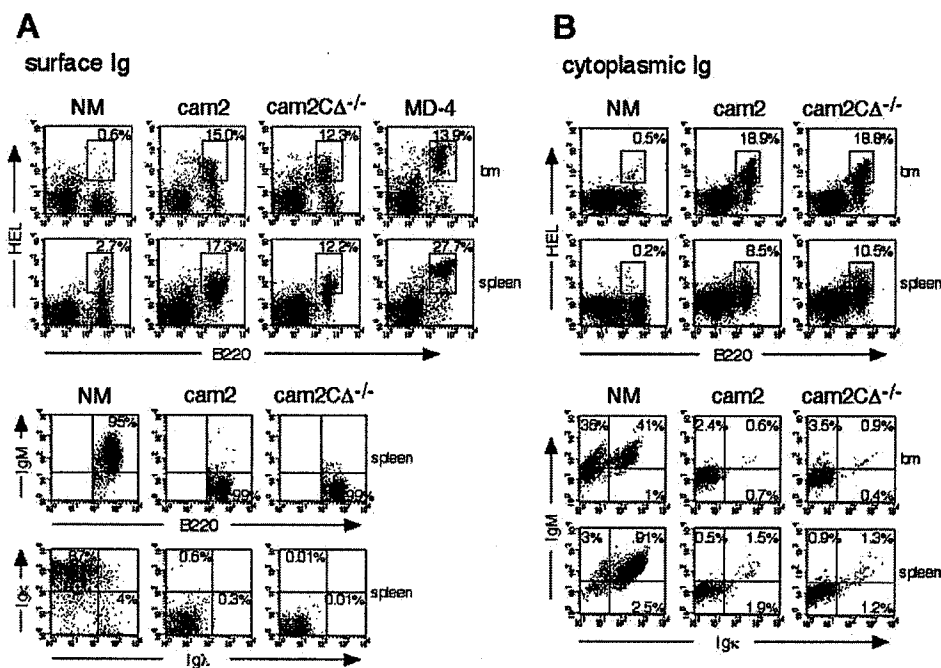 A
surface Ig
NM cam2 cam2CΔ-/- MD-4
0.6% 15.0% 12.3% 13.9%
bm
2.7% 17.3% 12.2% 27.7%
spleen
HEL
B220
NM cam2 cam2CΔ-/-
95% 99% 99%
spleen
IgM
B220
87% 0.6% 0.01%
4% 0.3% 0.01%
spleen
Igκ
Igλ
B
cytoplasmic Ig
NM cam2 cam2CΔ-/-
0.5% 18.9% 18.8%
bm
0.2% 8.5% 10.5%
spleen
HEL
B220
NM cam2 cam2CΔ-/-
36% 41% 2.4% 0.6% 3.5% 0.9%
bm
1% 0.7% 0.4%
3% 91% 0.5% 1.5% 0.9% 1.3%
spleen
2.5% 1.9% 1.2%
IgM
Igκ